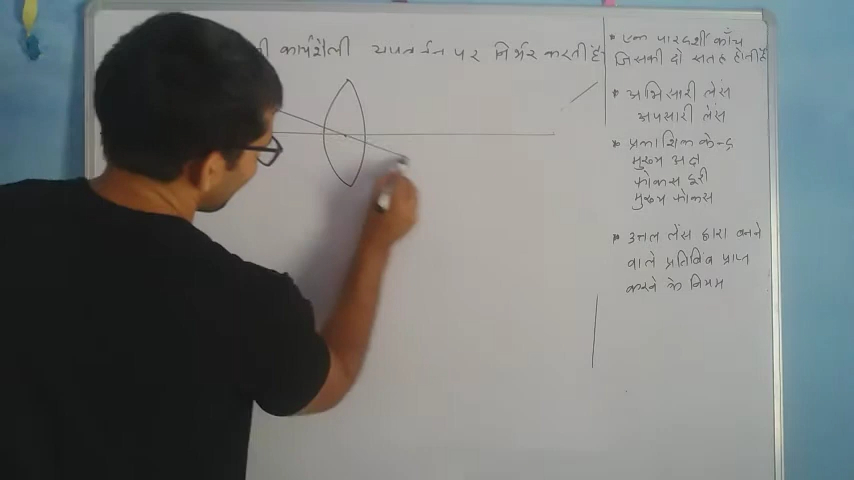 की कार्यशैली अपवर्तन पर निर्भर करती है
• एक पारदर्शी काँच
जिसकी दो सतह होती हैं
• अभिसारी लेंस
अपसारी लेंस
• प्रकाशिक केन्द्र
मुख्य अक्ष
फोकस दूरी
मुख्य फोकस
• उत्तल लेंस द्वारा बनने
वाले प्रतिबिंब प्राप्त
करने के नियम